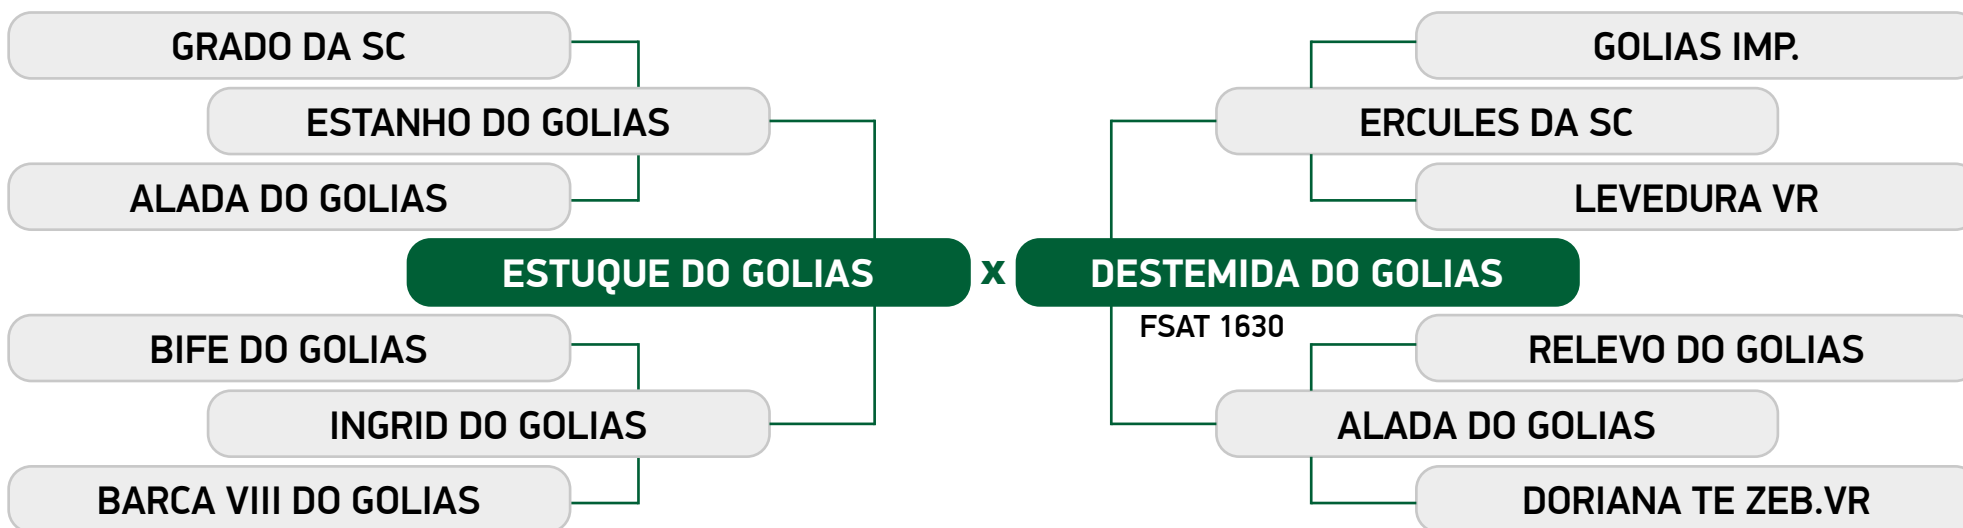 GRADO DA SC
GOLIAS IMP.
ESTANHO DO GOLIAS
ERCULES DA SC
ALADA DO GOLIAS
LEVEDURA VR
ESTUQUE DO GOLIAS x DESTEMIDA DO GOLIAS
FSAT 1630
BIFE DO GOLIAS
RELEVO DO GOLIAS
INGRID DO GOLIAS
ALADA DO GOLIAS
BARCA VIII DO GOLIAS
DORIANA TE ZEB.VR